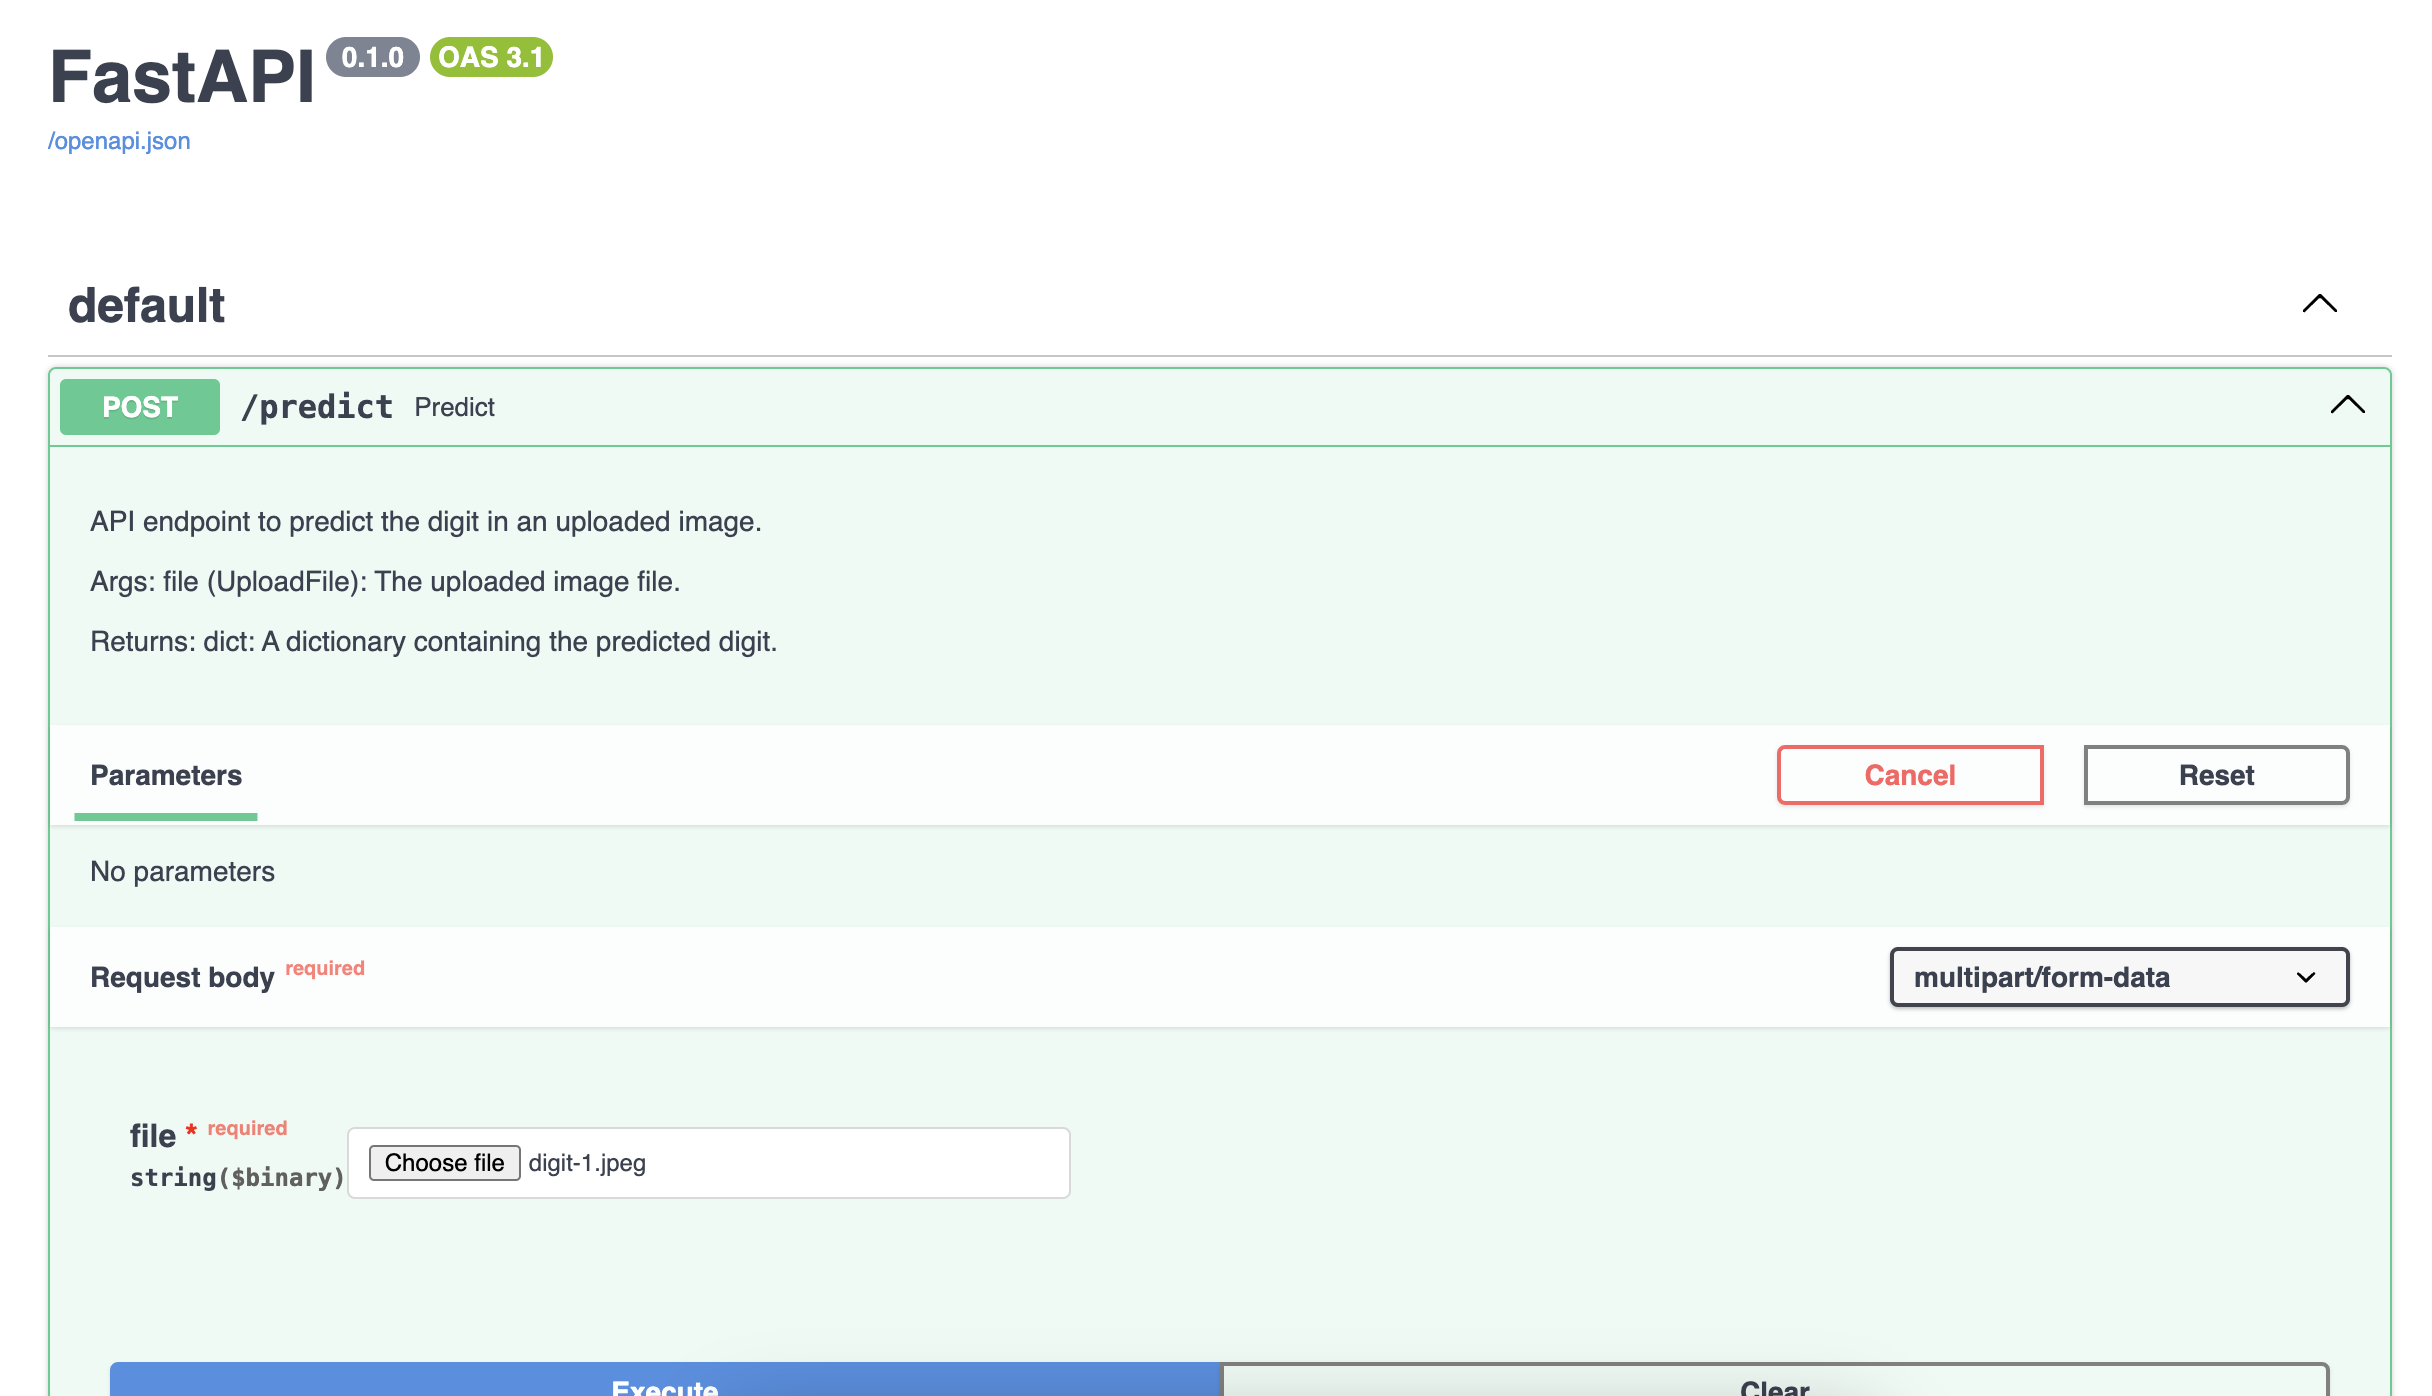 FastAPI 0.1.0 OAS 3.1
/openapi.json
default
POST /predict Predict
API endpoint to predict the digit in an uploaded image.
Args: file (UploadFile): The uploaded image file.
Returns: dict: A dictionary containing the predicted digit.
Parameters Cancel Reset
No parameters
Request body required multipart/form-data
file * required
string($binary) Choose file digit-1.jpeg
Execute Clear